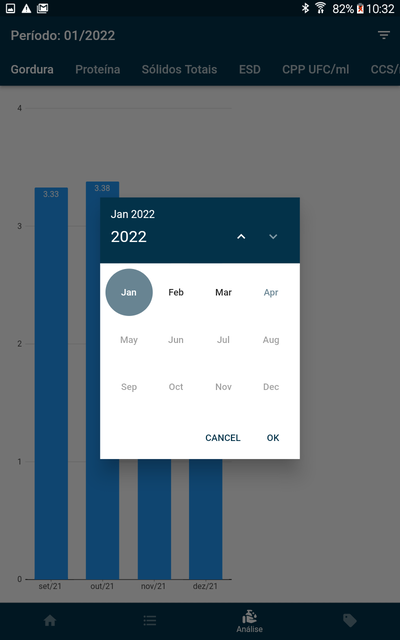 82% 10:32
Período: 01/2022
Gordura Proteína Sólidos Totais ESD CPP UFC/ml CCS/
4
3.33 3.38
3
2
1
0
set/21 out/21 nov/21 dez/21
Jan 2022
2022
Jan Feb Mar Apr
May Jun Jul Aug
Sep Oct Nov Dec
CANCEL OK
Análise